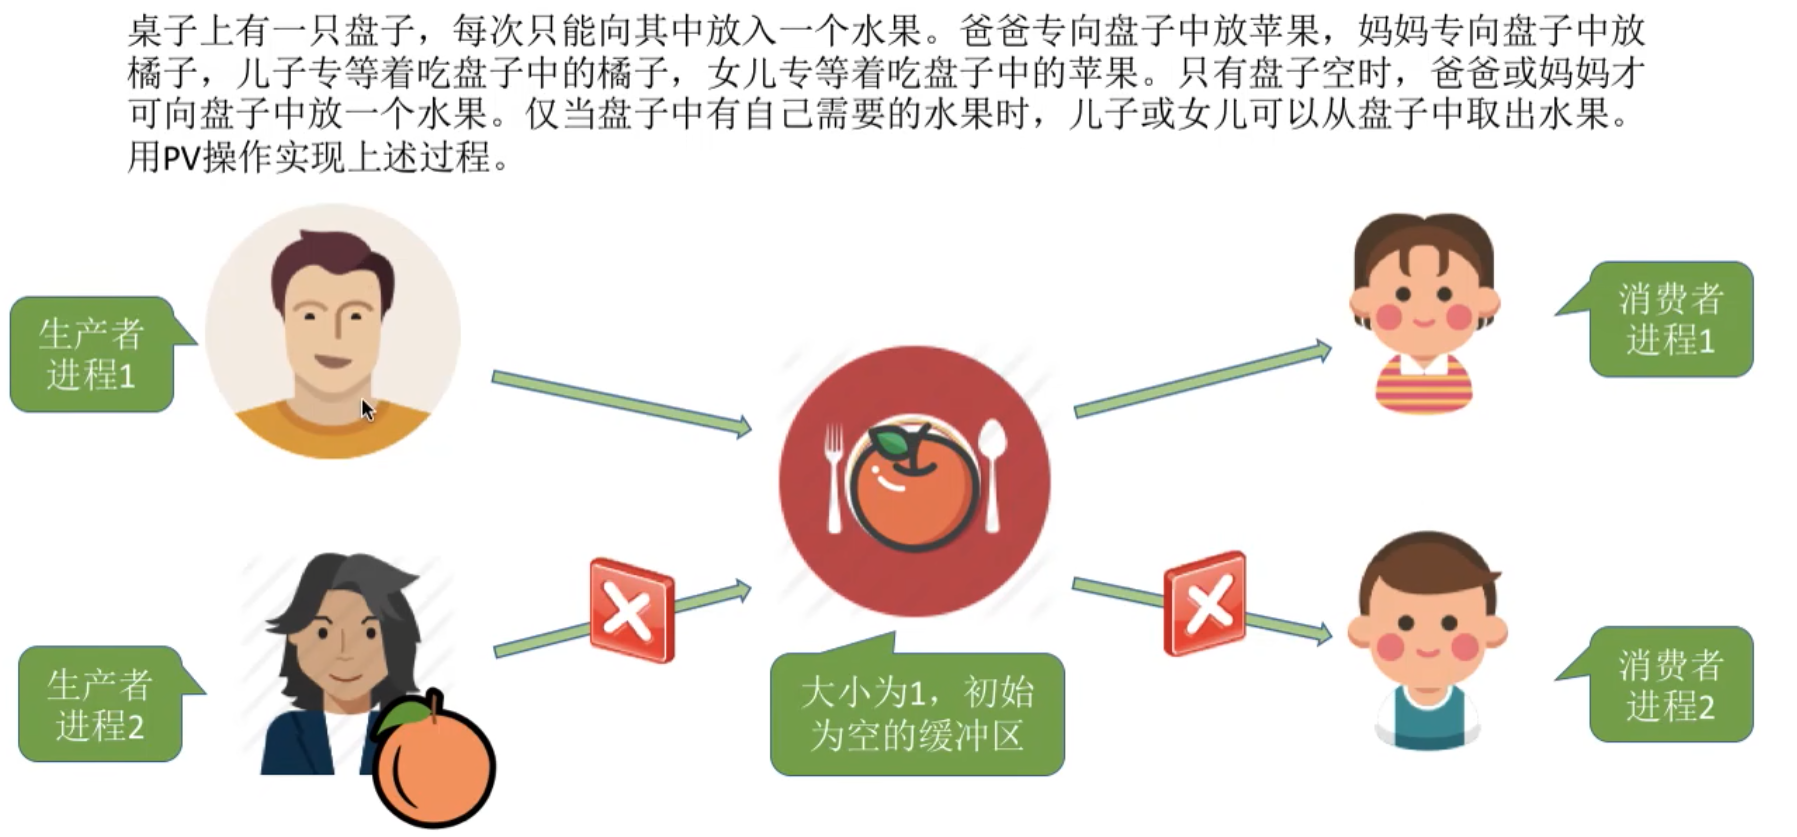 桌子上有一只盘子，每次只能向其中放入一个水果。爸爸专向盘子中放苹果，妈妈专向盘子中放
橘子，儿子专等着吃盘子中的橘子，女儿专等着吃盘子中的苹果。只有盘子空时，爸爸或妈妈才
可向盘子中放一个水果。仅当盘子中有自己需要的水果时，儿子或女儿可以从盘子中取出水果。
用PV操作实现上述过程。
生产者
进程1
消费者
进程1
生产者
进程2
大小为1，初始
为空的缓冲区
消费者
进程2